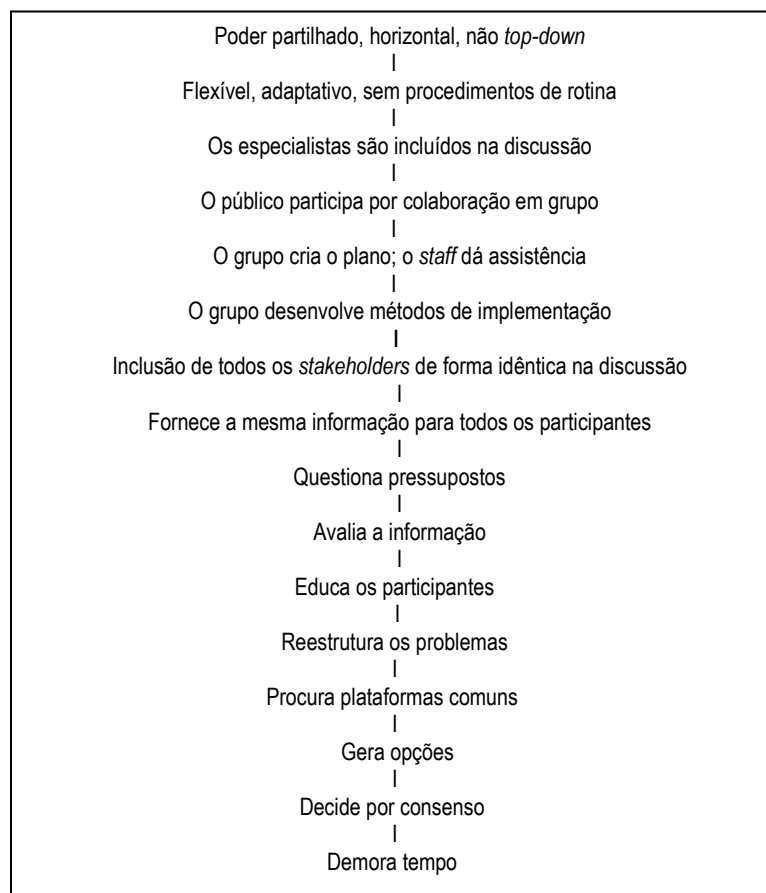 Poder partilhado, horizontal, não top-down
|
Flexível, adaptativo, sem procedimentos de rotina
|
Os especialistas são incluídos na discussão
|
O público participa por colaboração em grupo
|
O grupo cria o plano; o staff dá assistência
|
O grupo desenvolve métodos de implementação
|
Inclusão de todos os stakeholders de forma idêntica na discussão
|
Fornece a mesma informação para todos os participantes
|
Questiona pressupostos
|
Avalia a informação
|
Educa os participantes
|
Reestrutura os problemas
|
Procura plataformas comuns
|
Gera opções
|
Decide por consenso
|
Demora tempo